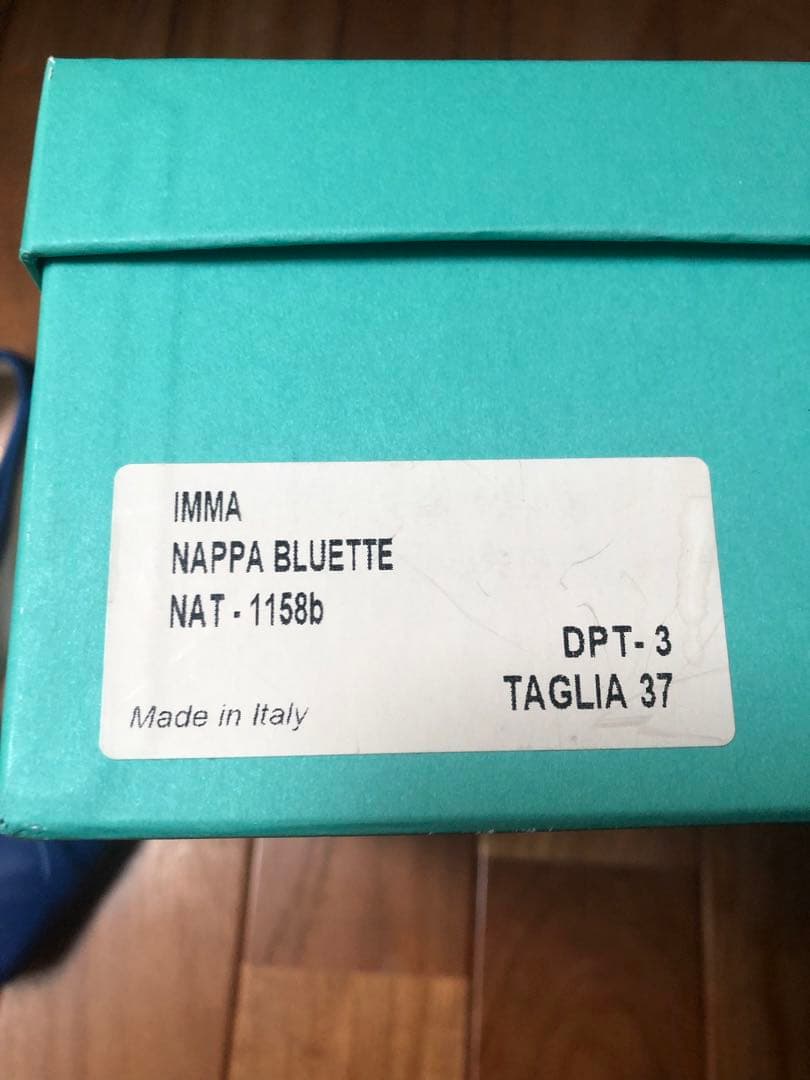 IMMA
NAPPA BLUETTE
NAT - 1158b
DPT- 3
TAGLIA 37
Made in Italy